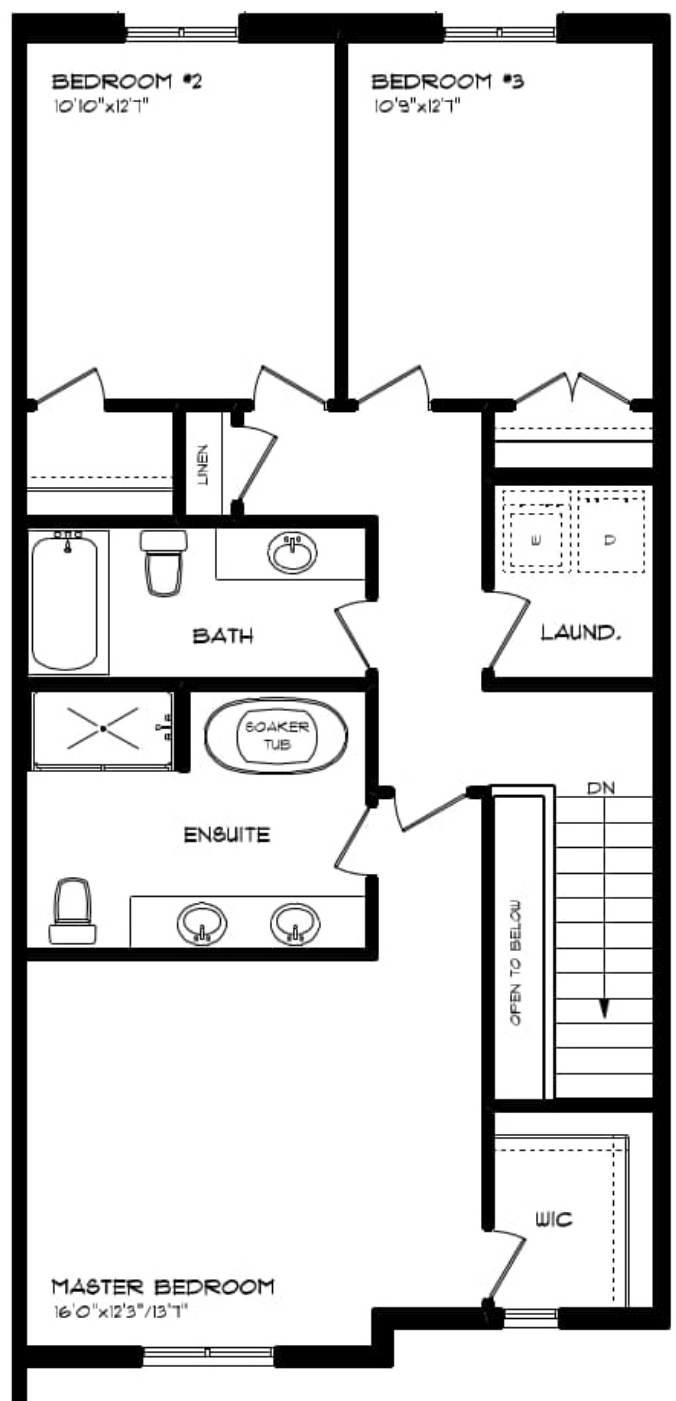 BEDROOM #2
10'10"x12'7"
BEDROOM #3
10'9"x12'7"
LINEN
W
D
BATH
LAUND.
SOAKER
TUB
DN
ENSUITE
OPEN TO BELOW
WIC
MASTER BEDROOM
16'0"x12'3"/13'7"